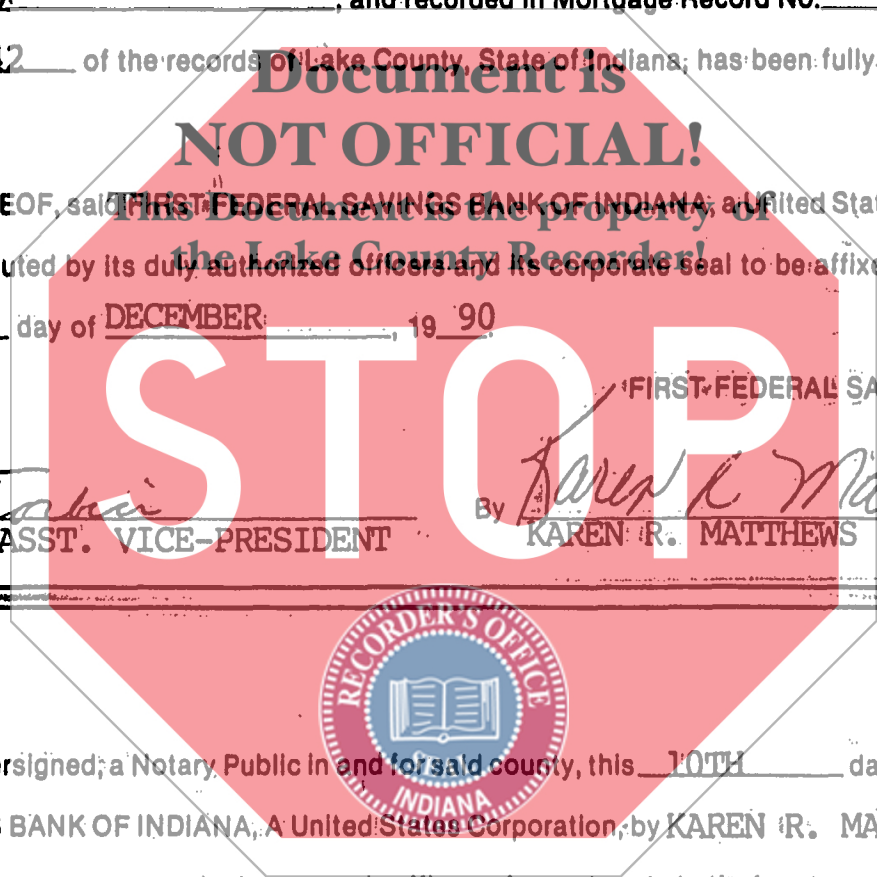 , and recorded in Mortgage Record No.
2 of the records of Lake County, State of Indiana, has been fully
Document is
NOT OFFICIAL!
EOF, said FIRST FEDERAL SAVINGS BANK OF INDIANA, a United Stat
This Document is the property of
uted by its duly authorized officers and its corporate seal to be affixe
the Lake County Recorder!
day of DECEMBER, 19 90
STOP
FIRST FEDERAL SA
By Karen R Ma
ASST. VICE-PRESIDENT KAREN R. MATTHEWS
RECORDER'S OFFICE
SEAL
INDIANA
rsigned, a Notary Public in and for said county, this 10TH da
BANK OF INDIANA, A United States Corporation, by KAREN R. MA